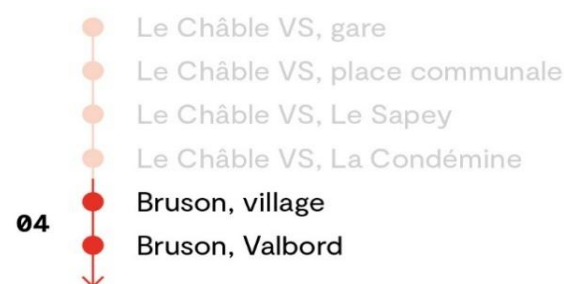 Le Châble VS, gare
Le Châble VS, place communale
Le Châble VS, Le Sapey
Le Châble VS, La Condémine
Bruson, village
04
Bruson, Valbord